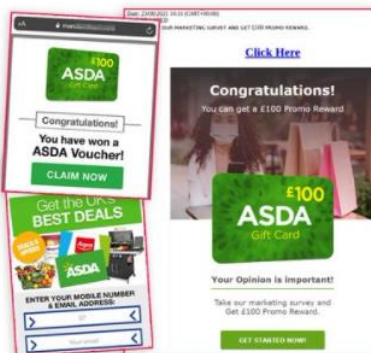 £100
ASDA
Gift Card
Congratulations!
You have won a
ASDA Voucher!
CLAIM NOW
Get the UK's
BEST DEALS
ASDA
ENTER YOUR MOBILE NUMBER
& EMAIL ADDRESS:
OUR MARKETING SURVEY AND GET £100 PROMO REWARD.
Click Here
Congratulations!
You can get a £100 Promo Reward
£100
ASDA
Gift Card
Your Opinion is important!
Take our marketing survey and
Get £100 Promo Reward.
GET STARTED NOW!